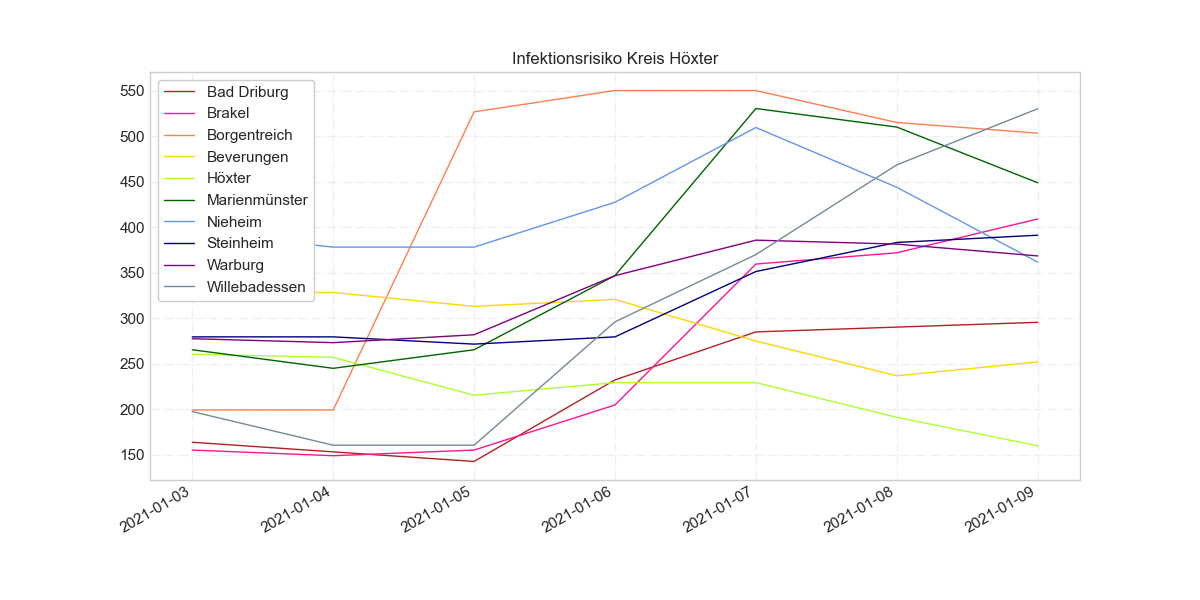 Infektionsrisiko Kreis Höxter
550
500
450
400
350
300
250
200
150
Bad Driburg
Brakel
Borgentreich
Beverungen
Höxter
Marienmünster
Nieheim
Steinheim
Warburg
Willebadessen
2021-01-03
2021-01-04
2021-01-05
2021-01-06
2021-01-07
2021-01-08
2021-01-09